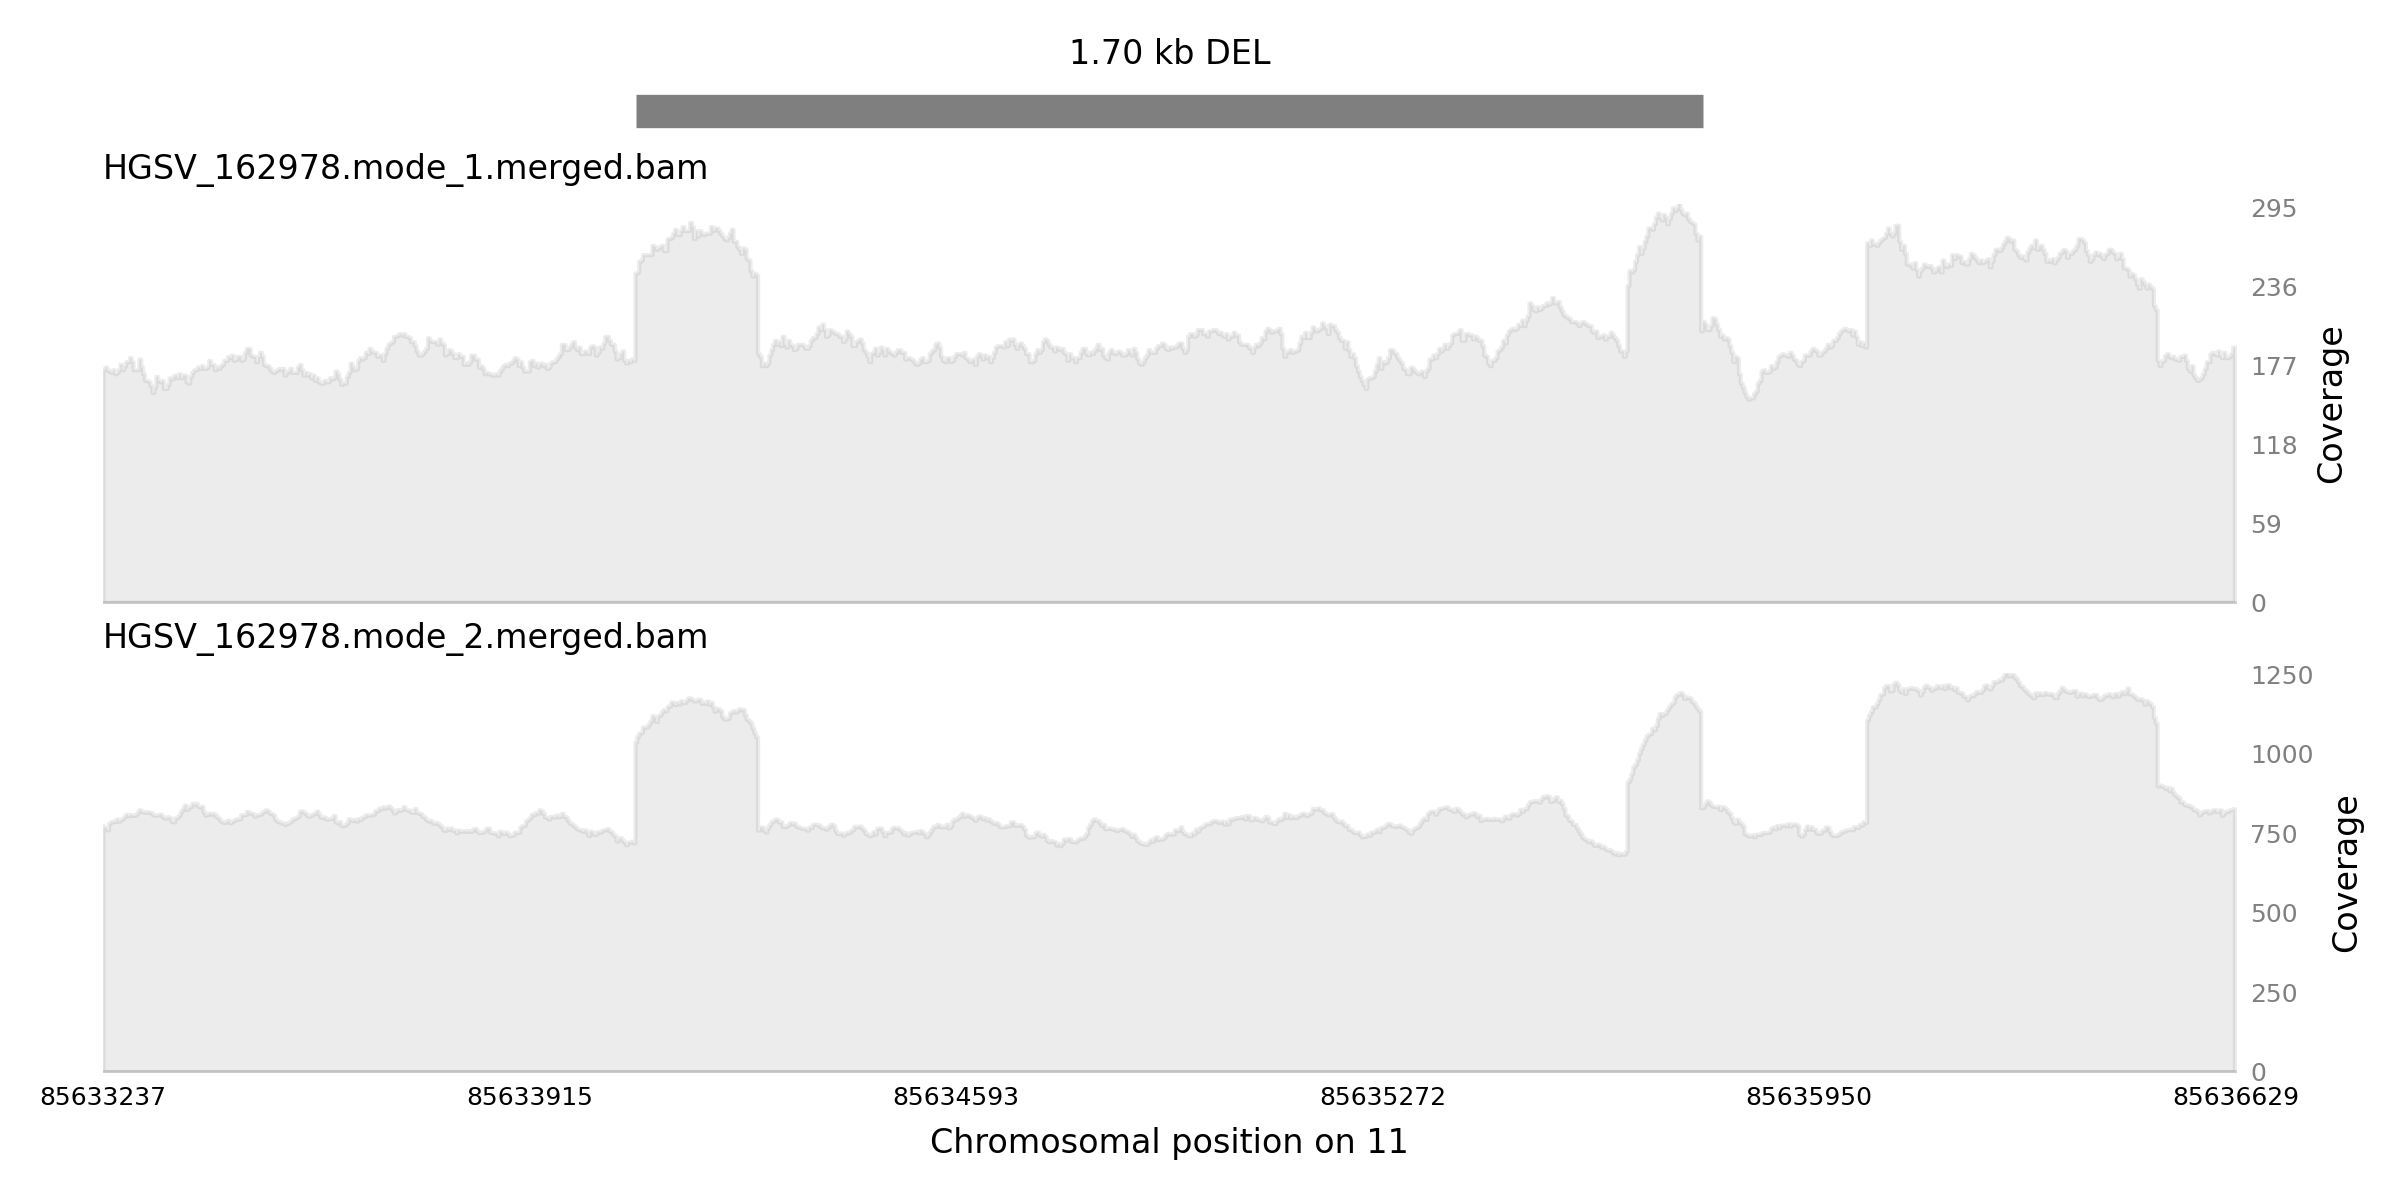 1.70 kb DEL
HGSV_162978.mode_1.merged.bam
295
236
177
118
59
0
Coverage
HGSV_162978.mode_2.merged.bam
1250
1000
750
500
250
0
Coverage
85633237 85633915 85634593 85635272 85635950 85636629
Chromosomal position on 11